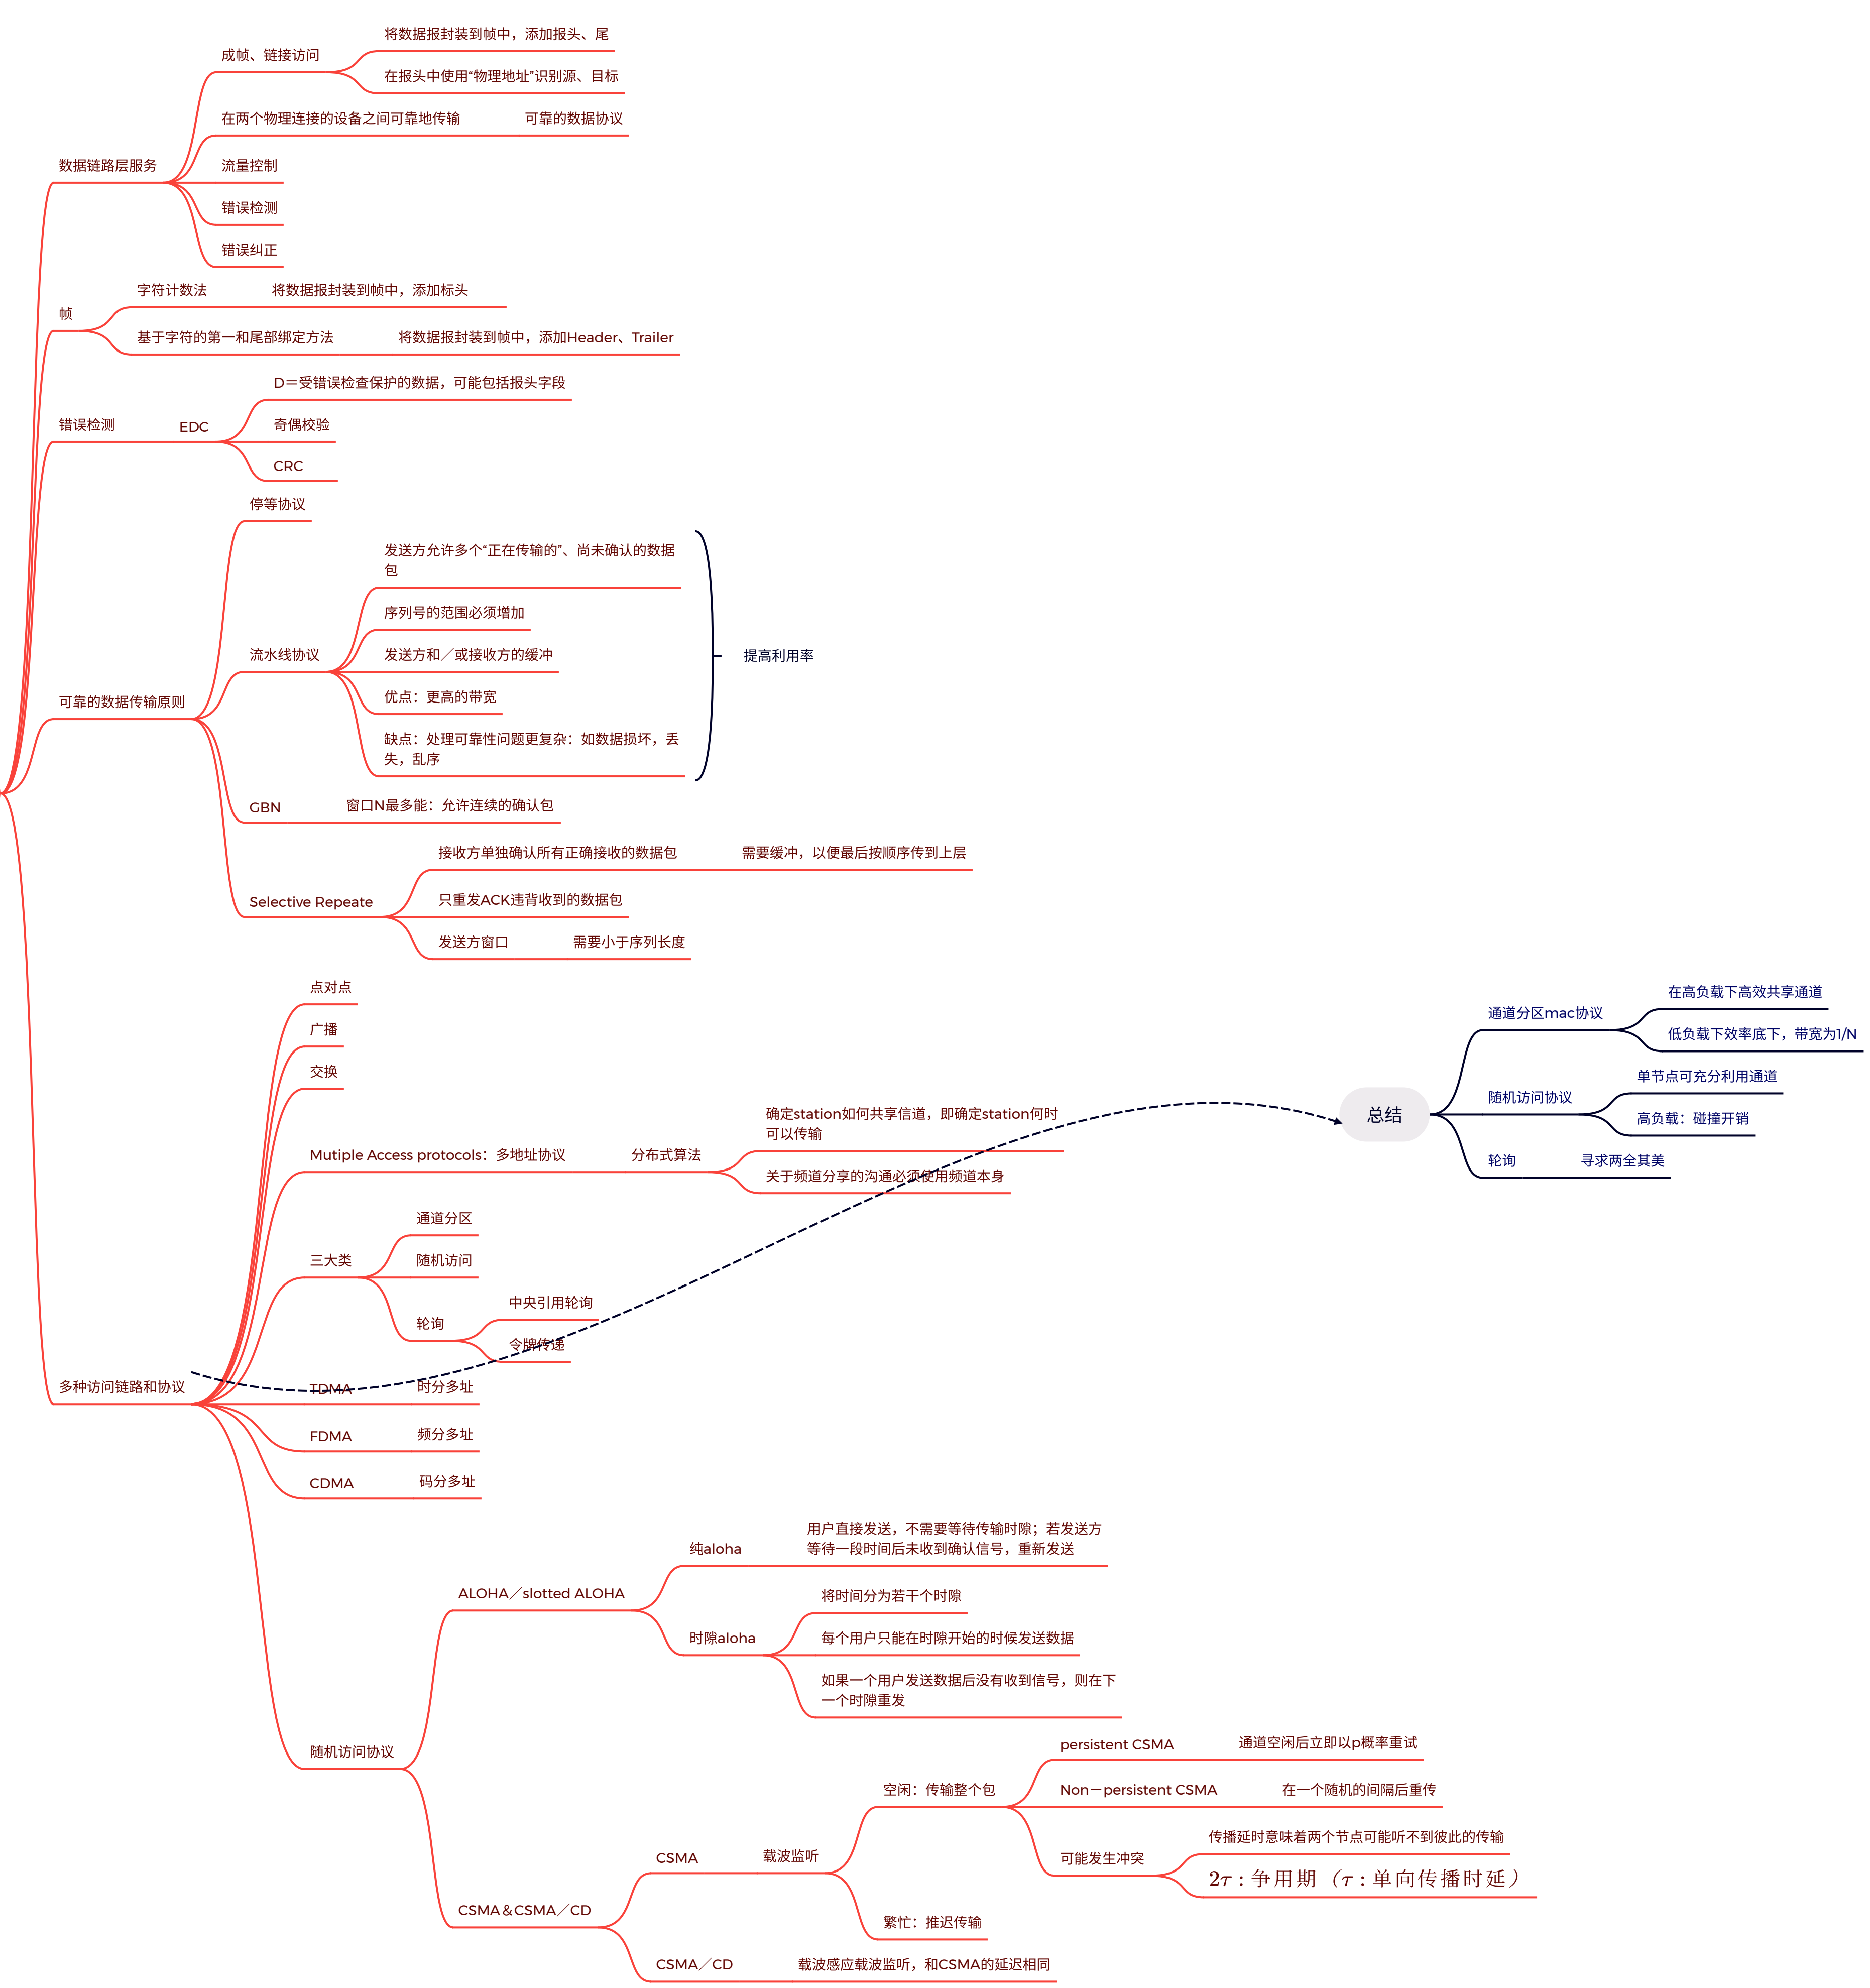 数据链路层服务
成帧、链接访问
将数据报封装到帧中，添加报头、尾
在报头中使用“物理地址”识别源、目标
在两个物理连接的设备之间可靠地传输
可靠的数据协议
流量控制
错误检测
错误纠正
帧
字符计数法
将数据报封装到帧中，添加标头
基于字符的第一和尾部绑定方法
将数据报封装到帧中，添加Header、Trailer
错误检测
EDC
D＝受错误检查保护的数据，可能包括报头字段
奇偶校验
CRC
可靠的数据传输原则
停等协议
流水线协议
发送方允许多个“正在传输的”、尚未确认的数据
包
序列号的范围必须增加
发送方和／或接收方的缓冲
优点：更高的带宽
缺点：处理可靠性问题更复杂：如数据损坏，丢
失，乱序
提高利用率
GBN
窗口N最多能：允许连续的确认包
Selective Repeate
接收方单独确认所有正确接收的数据包
需要缓冲，以便最后按顺序传到上层
只重发ACK违背收到的数据包
发送方窗口
需要小于序列长度
多种访问链路和协议
点对点
广播
交换
Mutiple Access protocols：多地址协议
分布式算法
确定station如何共享信道，即确定station何时
可以传输
关于频道分享的沟通必须使用频道本身
三大类
通道分区
随机访问
轮询
中央引用轮询
令牌传递
TDMA
时分多址
FDMA
频分多址
CDMA
码分多址
随机访问协议
ALOHA／slotted ALOHA
纯aloha
用户直接发送，不需要等待传输时隙；若发送方
等待一段时间后未收到确认信号，重新发送
时隙aloha
将时间分为若干个时隙
每个用户只能在时隙开始的时候发送数据
如果一个用户发送数据后没有收到信号，则在下
一个时隙重发
CSMA＆CSMA／CD
CSMA
载波监听
空闲：传输整个包
persistent CSMA
通道空闲后立即以p概率重试
Non－persistent CSMA
在一个随机的间隔后重传
可能发生冲突
传播延时意味着两个节点可能听不到彼此的传输
2τ：争用期（τ：单向传播时延）
繁忙：推迟传输
CSMA／CD
载波感应载波监听，和CSMA的延迟相同
总结
通道分区mac协议
在高负载下高效共享通道
低负载下效率底下，带宽为1/N
随机访问协议
单节点可充分利用通道
高负载：碰撞开销
轮询
寻求两全其美